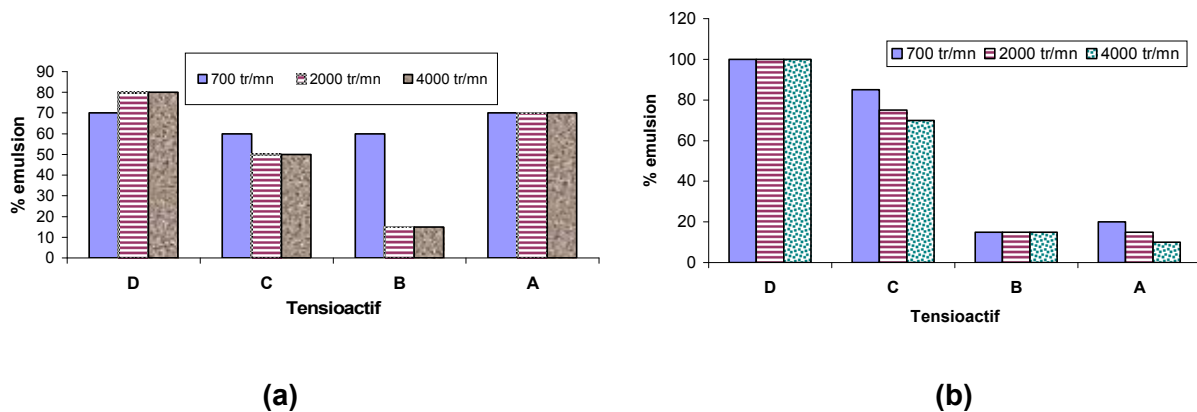 700 tr/mn 2000 tr/mn 4000 tr/mn
90
80
70
60
50
40
30
20
10
0
% emulsion
D C B A
Tensioactif
(a)
700 tr/mn 2000 tr/mn 4000 tr/mn
120
100
80
60
40
20
0
% emulsion
D C B A
Tensioactif
(b)